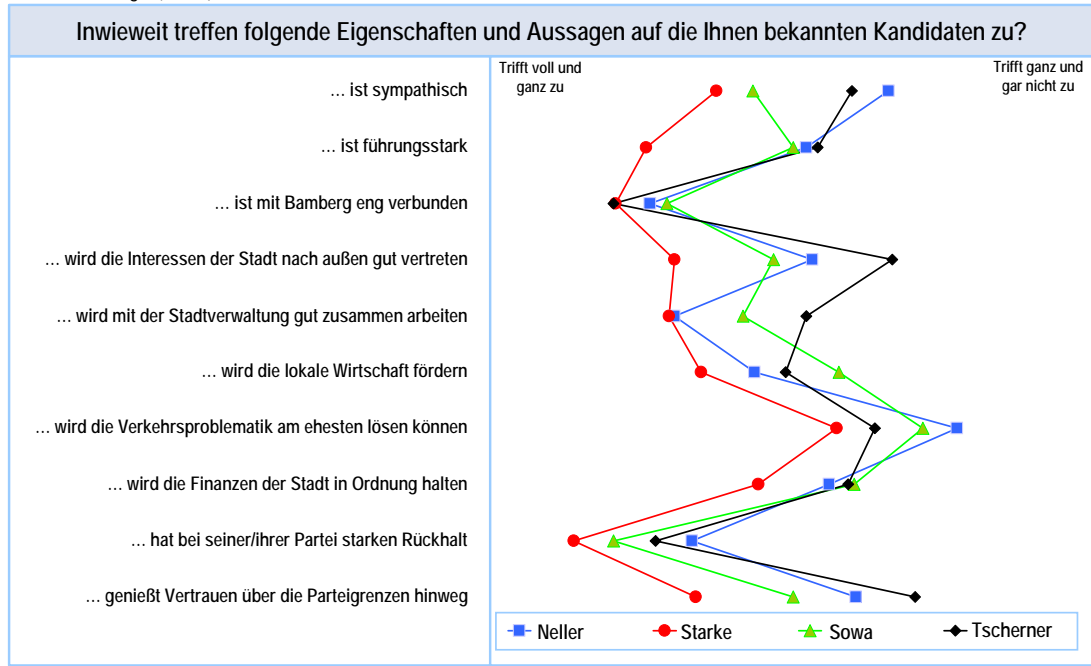 Inwieweit treffen folgende Eigenschaften und Aussagen auf die Ihnen bekannten Kandidaten zu?
Trifft voll und
ganz zu
Trifft ganz und
gar nicht zu
... ist sympathisch
... ist führungsstark
... ist mit Bamberg eng verbunden
... wird die Interessen der Stadt nach außen gut vertreten
... wird mit der Stadtverwaltung gut zusammen arbeiten
... wird die lokale Wirtschaft fördern
... wird die Verkehrsproblematik am ehesten lösen können
... wird die Finanzen der Stadt in Ordnung halten
... hat bei seiner/ihrer Partei starken Rückhalt
... genießt Vertrauen über die Parteigrenzen hinweg
Neller Starke Sowa Tscherner